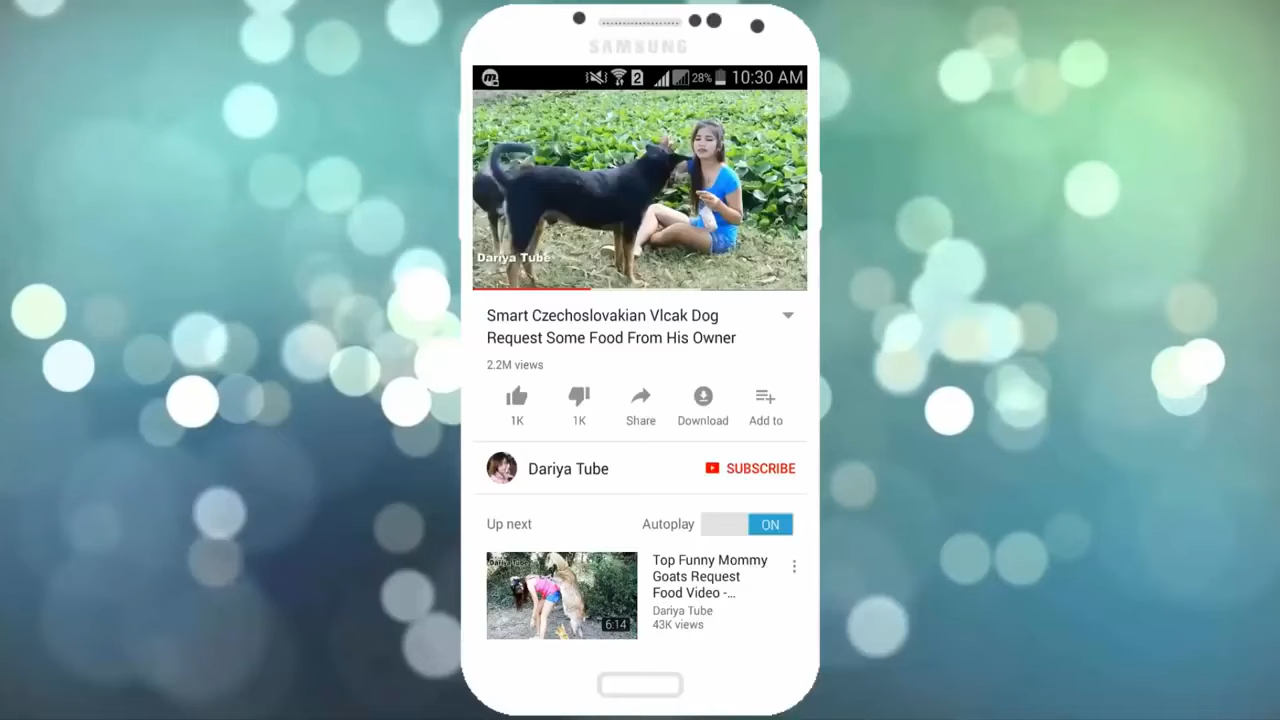 SAMSUNG
2 28% 10:30 AM
Dariya Tube
Smart Czechoslovakian Vlcak Dog
Request Some Food From His Owner
2.2M views
1K 1K Share Download Add to
Dariya Tube SUBSCRIBE
Up next Autoplay ON
Dariya Tube
6:14
Top Funny Mommy
Goats Request
Food Video -...
Dariya Tube
43K views